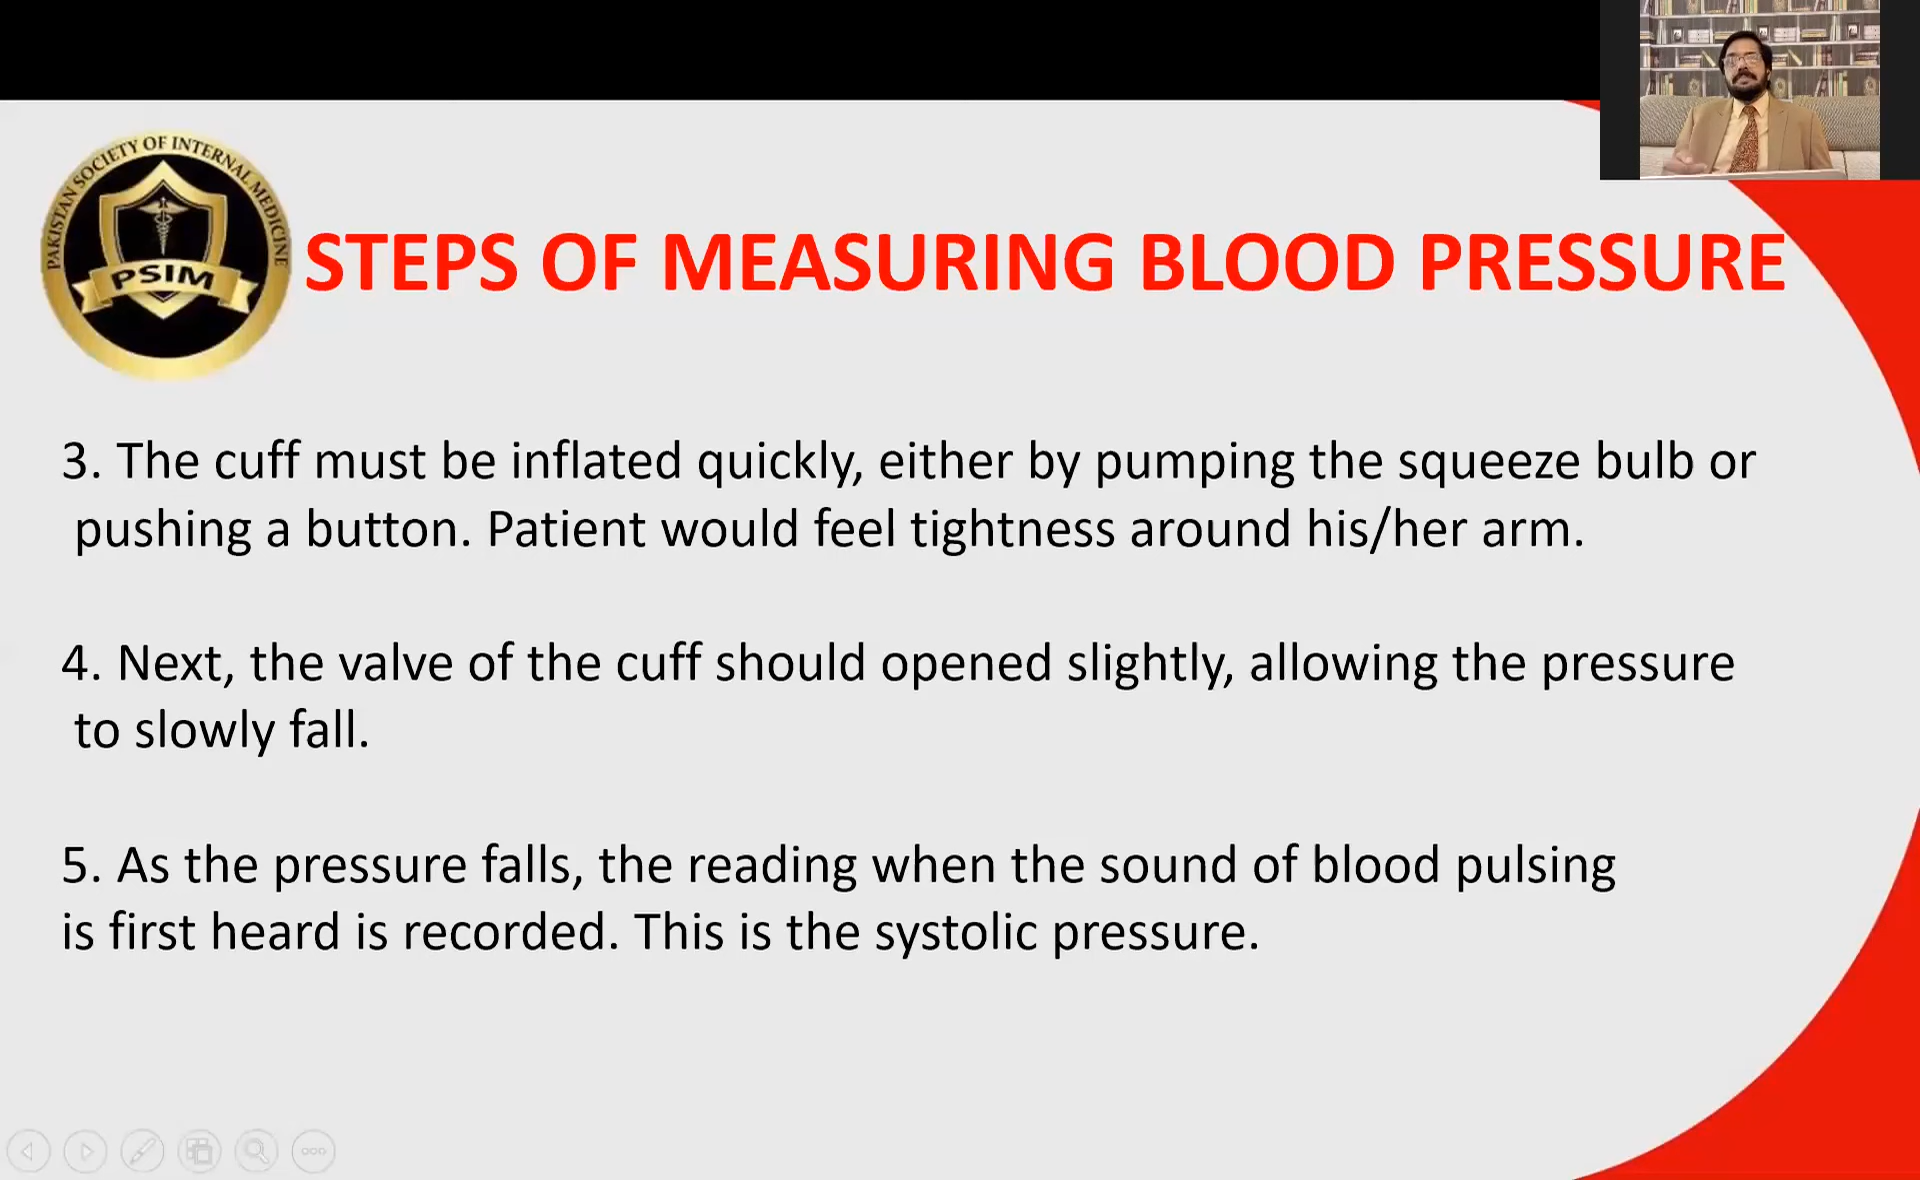 PAKISTAN SOCIETY OF INTERNAL MEDICINE
PSIM
STEPS OF MEASURING BLOOD PRESSURE
3. The cuff must be inflated quickly, either by pumping the squeeze bulb or
pushing a button. Patient would feel tightness around his/her arm.
4. Next, the valve of the cuff should opened slightly, allowing the pressure
to slowly fall.
5. As the pressure falls, the reading when the sound of blood pulsing
is first heard is recorded. This is the systolic pressure.